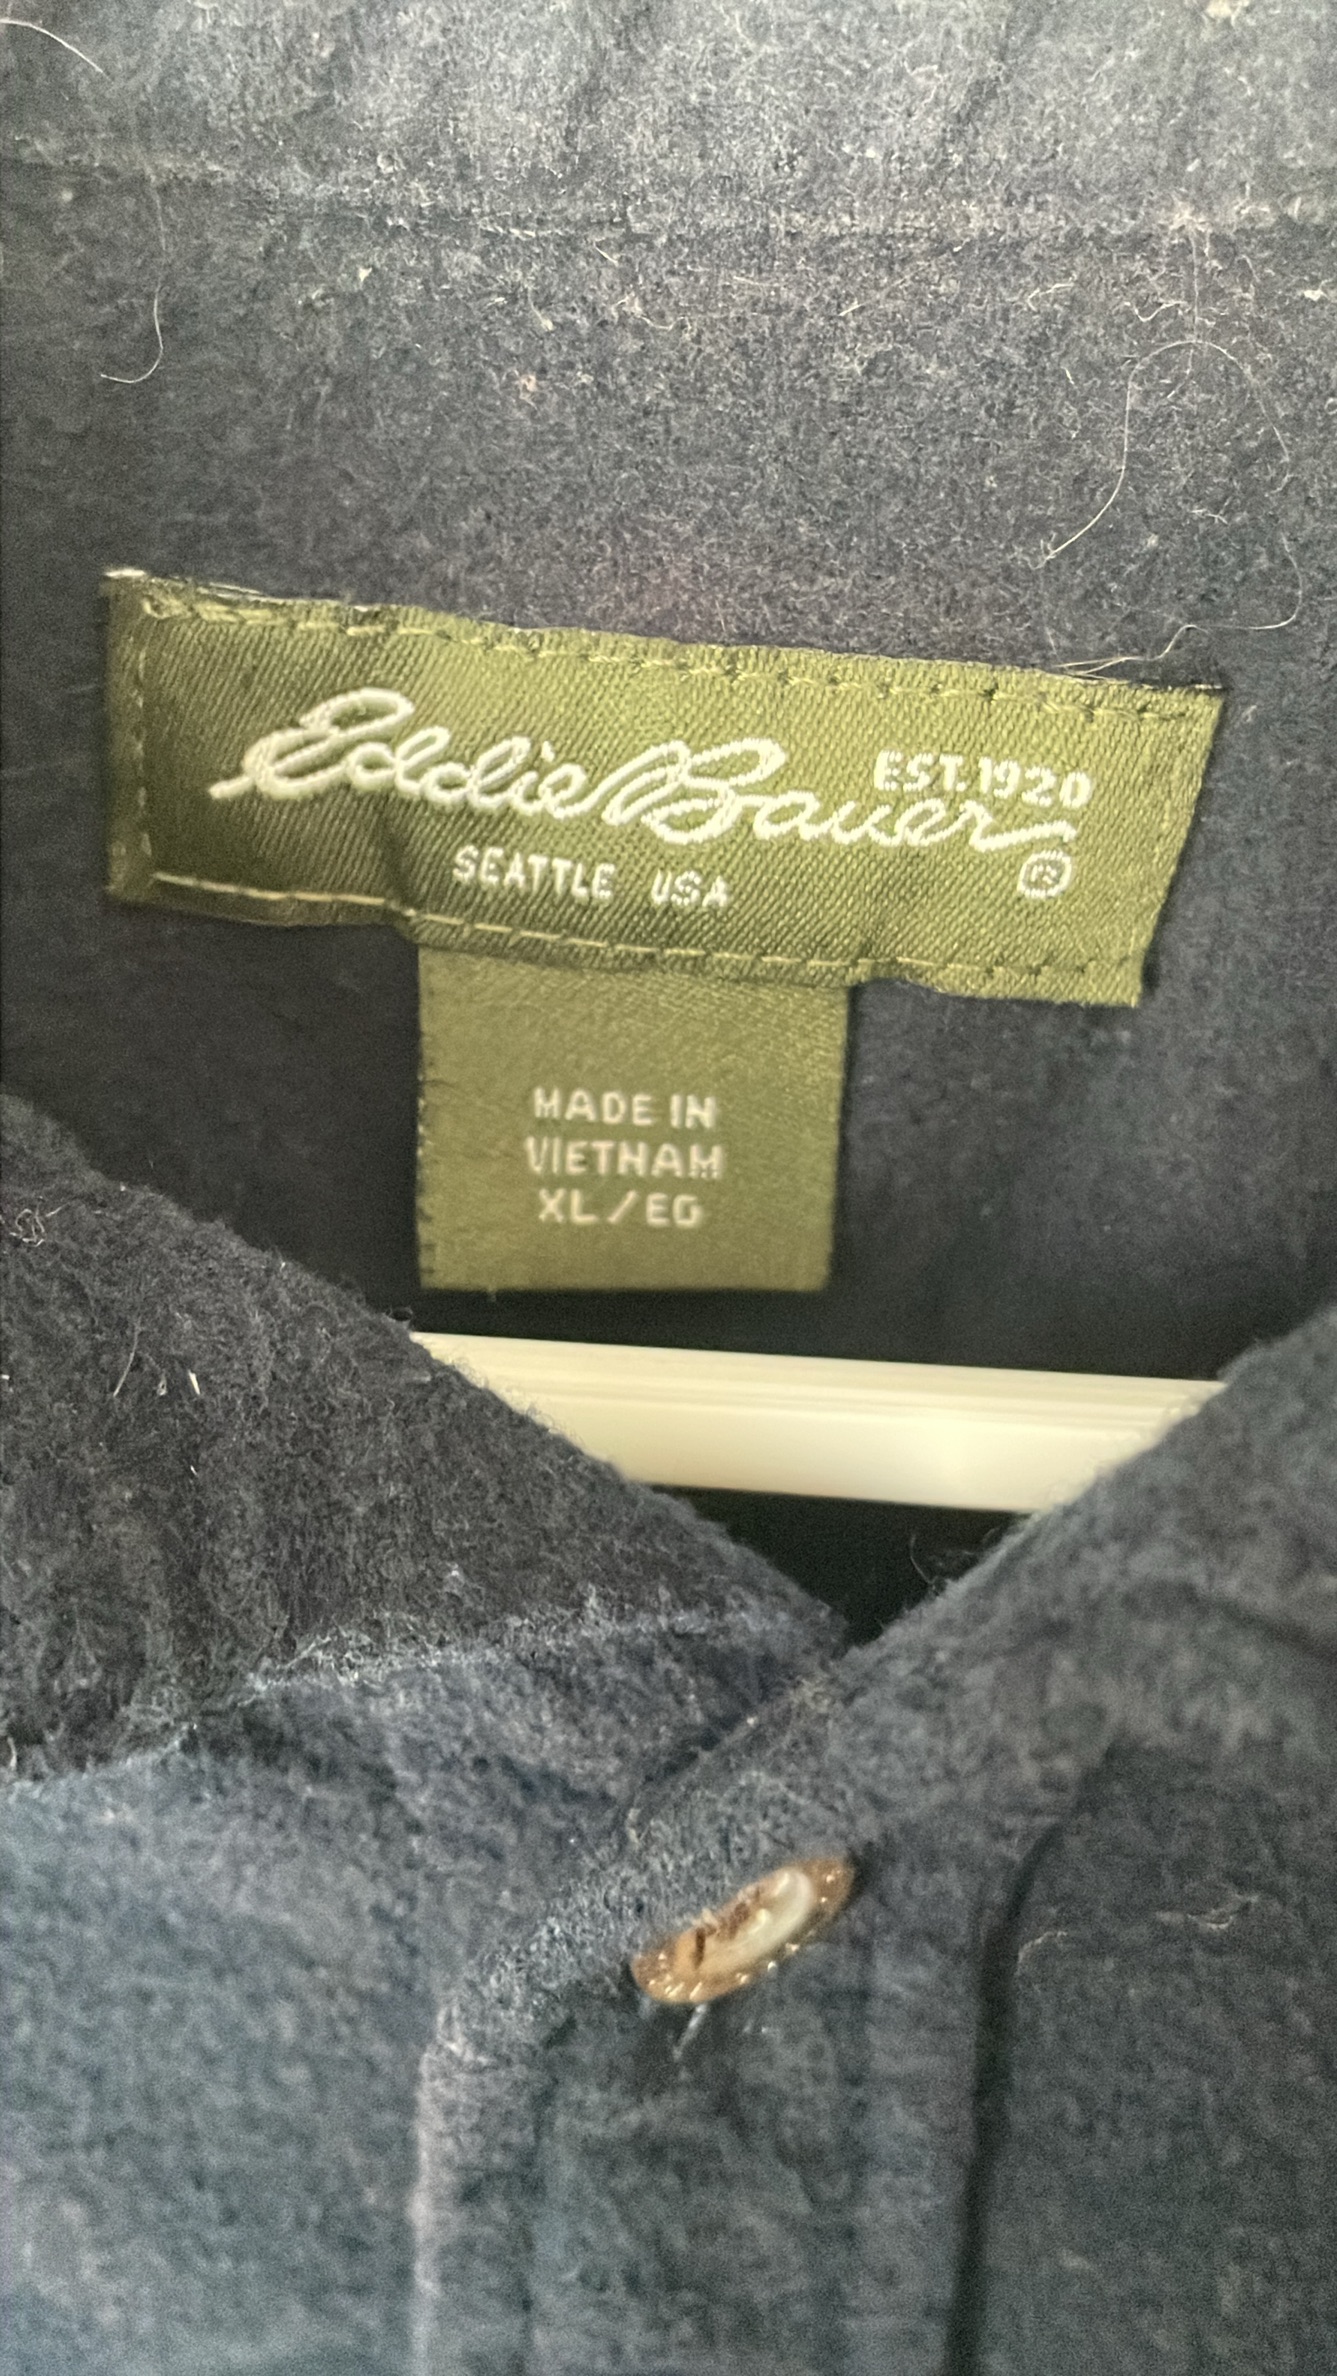 Eddie Bauer
EST.1920
®
SEATTLE USA
MADE IN
VIETNAM
XL/EG